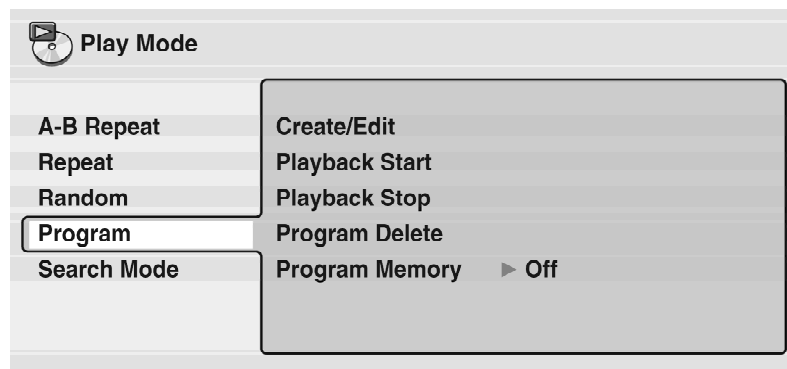 Play Mode
A-B Repeat
Repeat
Random
Program
Search Mode
Create/Edit
Playback Start
Playback Stop
Program Delete
Program Memory ▶ Off